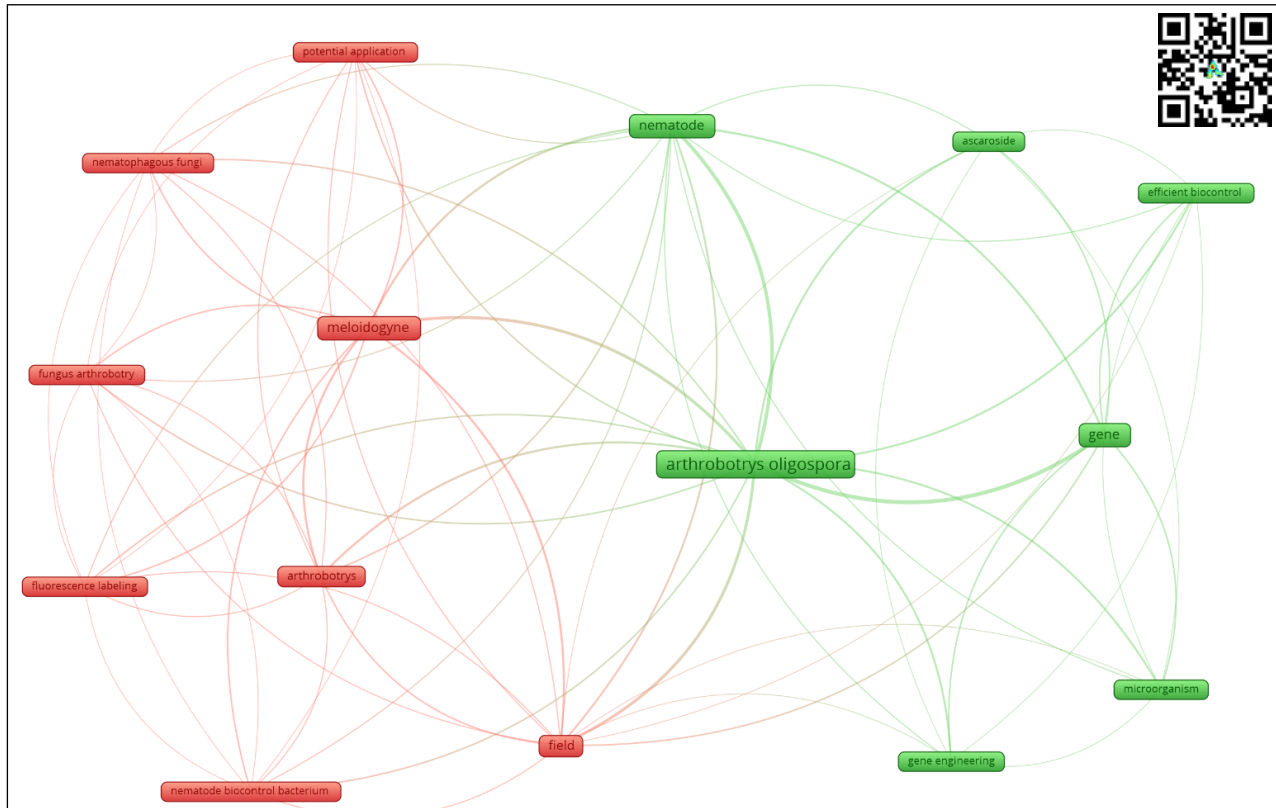 potential application
nematode
ascaroside
nematophagous fungi
efficient biocontrol
meloidogyne
fungus arthrobotry
gene
arthrobotrys oligospora
arthrobotrys
fluorescence labeling
microorganism
field
gene engineering
nematode biocontrol bacterium